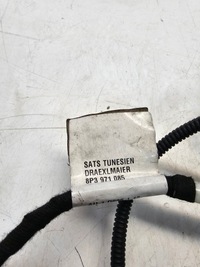 SATS TUNESIEN
DRAEXLMAIER
8P3 971 085